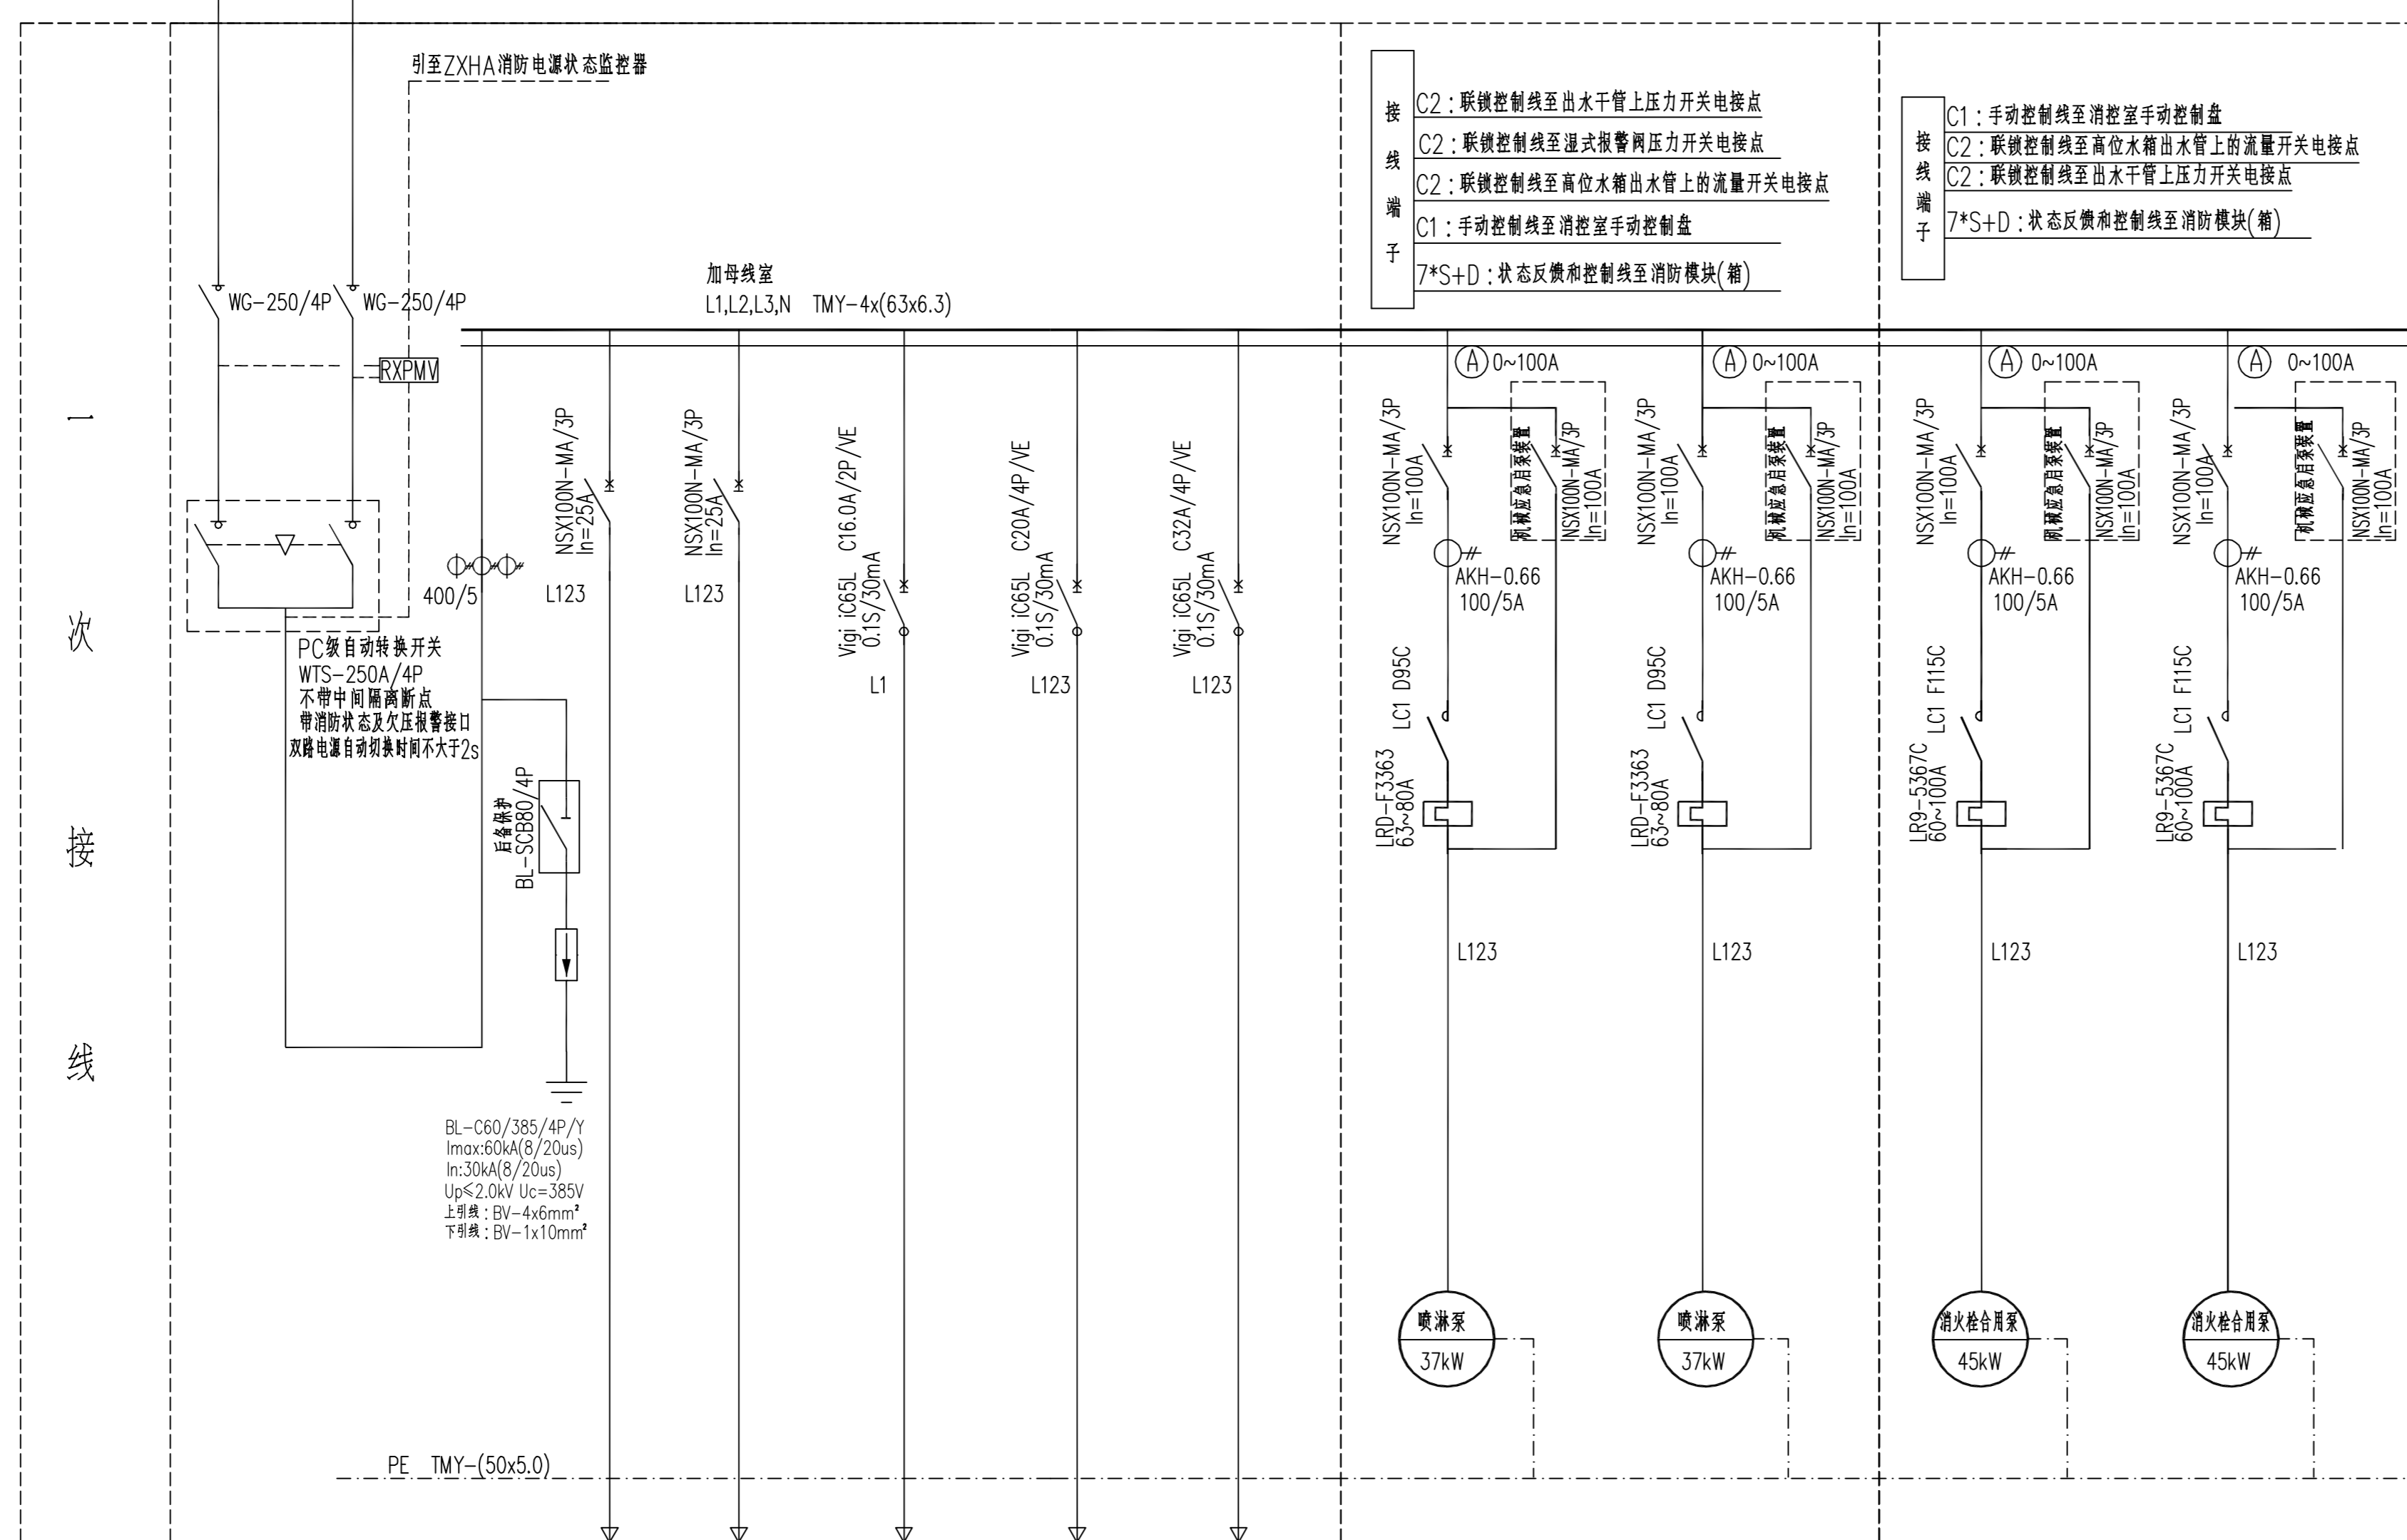 引至ZXHA消防电源状态监控器
WG-250/4P
WG-250/4P
RXPMV
加母线室
L1,L2,L3,N TMY-4x(63x6.3)
一次接线
PC级自动转换开关
WTS-250A/4P
不带中间隔离断点
带消防状态及欠压报警接口
双路电源自动切换时间不大于2s
400/5
后备保护
BL-SCB80/4P
BL-C60/385/4P/Y
Imax:60kA(8/20us)
In:30kA(8/20us)
Up≤2.0kV Uc=385V
上引线：BV-4x6mm²
下引线：BV-1x10mm²
NSX100N-MA/3P
In=25A
L123
NSX100N-MA/3P
In=25A
L123
Vigi iC65L C16.0A/2P/VE
0.1S/30mA
L1
Vigi iC65L C20A/4P/VE
0.1S/30mA
L123
Vigi iC65L C32A/4P/VE
0.1S/30mA
L123
接线端子
C2：联锁控制线至出水干管上压力开关电接点
C2：联锁控制线至湿式报警阀压力开关电接点
C2：联锁控制线至高位水箱出水管上的流量开关电接点
C1：手动控制线至消控室手动控制盘
7*S+D：状态反馈和控制线至消防模块(箱)
A 0~100A
NSX100N-MA/3P
In=100A
机械应急启泵装置
NSX100N-MA/3P
In=100A
AKH-0.66
100/5A
LC1 D95C
LRD-F3363
63~80A
L123
喷淋泵
37kW
A 0~100A
NSX100N-MA/3P
In=100A
机械应急启泵装置
NSX100N-MA/3P
In=100A
AKH-0.66
100/5A
LC1 D95C
LRD-F3363
63~80A
L123
喷淋泵
37kW
接线端子
C1：手动控制线至消控室手动控制盘
C2：联锁控制线至高位水箱出水管上的流量开关电接点
C2：联锁控制线至出水干管上压力开关电接点
7*S+D：状态反馈和控制线至消防模块(箱)
A 0~100A
NSX100N-MA/3P
In=100A
机械应急启泵装置
NSX100N-MA/3P
In=100A
AKH-0.66
100/5A
LC1 F115C
LR9-5367C
60~100A
L123
消火栓合用泵
45kW
A 0~100A
NSX100N-MA/3P
In=100A
机械应急启泵装置
NSX100N-MA/3P
In=100A
AKH-0.66
100/5A
LC1 F115C
LR9-5367C
60~100A
L123
消火栓合用泵
45kW
PE TMY-(50x5.0)